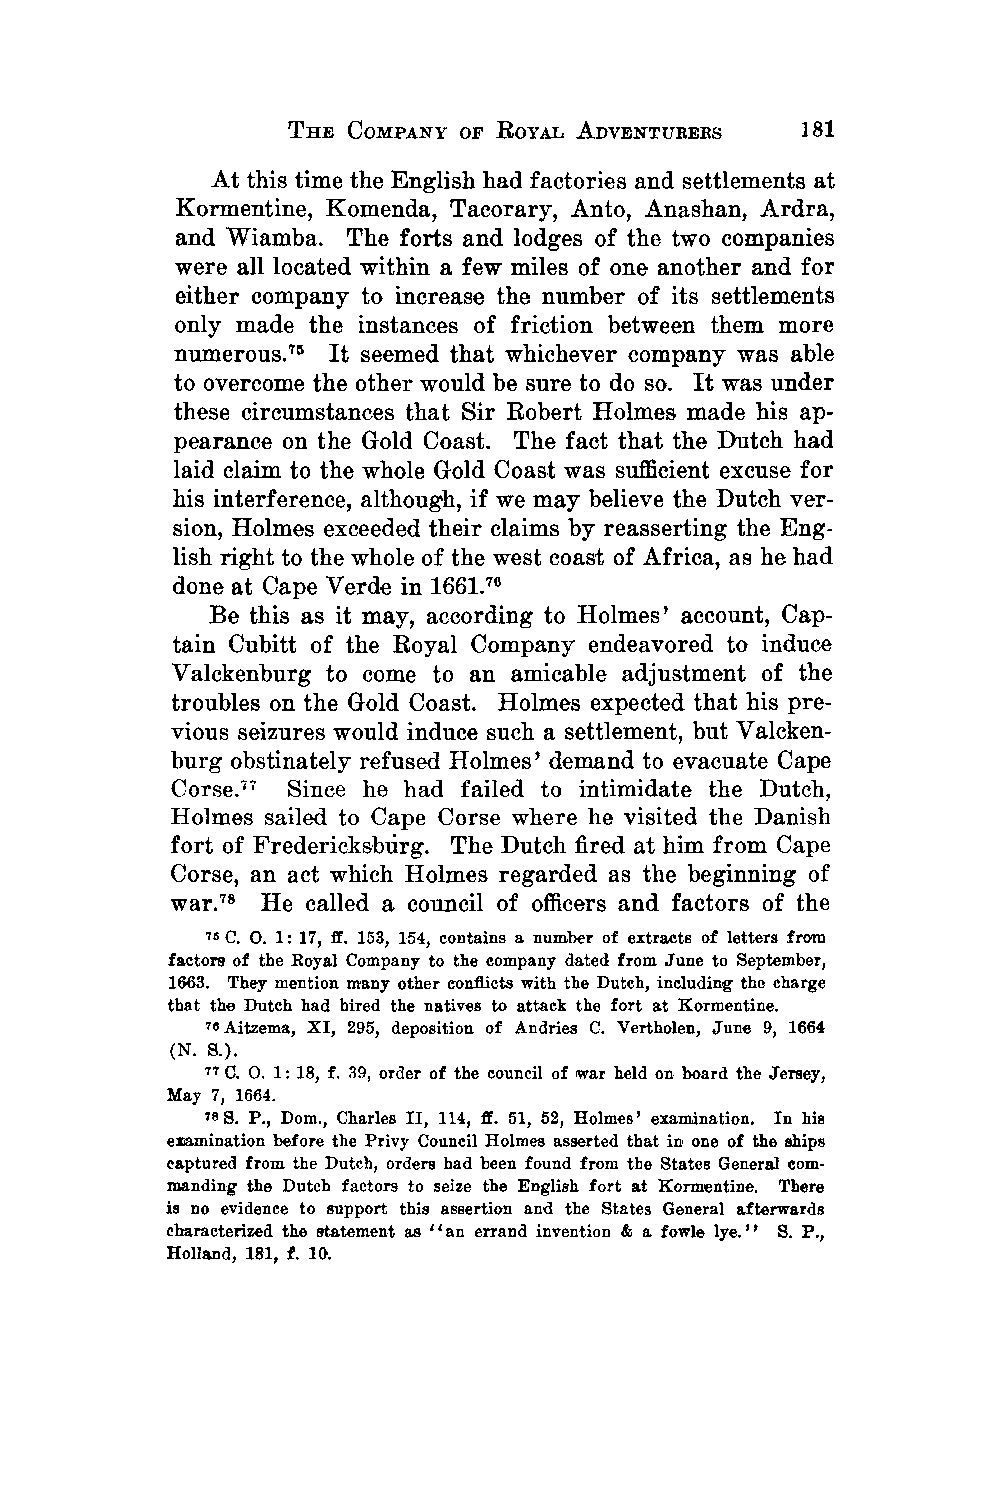 THE COMPANY OF ROYAL ADVENTURERS 181
At this time the English had factories and settlements at
Kormentine, Komenda, Tacorary, Anto, Anashan, Ardra,
and Wiamba. The forts and lodges of the two companies
were all located within a few miles of one another and for
either company to increase the number of its settlements
only made the instances of friction between them more
numerous.⁷⁵ It seemed that whichever company was able
to overcome the other would be sure to do so. It was under
these circumstances that Sir Robert Holmes made his ap-
pearance on the Gold Coast. The fact that the Dutch had
laid claim to the whole Gold Coast was sufficient excuse for
his interference, although, if we may believe the Dutch ver-
sion, Holmes exceeded their claims by reasserting the Eng-
lish right to the whole of the west coast of Africa, as he had
done at Cape Verde in 1661.⁷⁶
Be this as it may, according to Holmes' account, Cap-
tain Cubitt of the Royal Company endeavored to induce
Valckenburg to come to an amicable adjustment of the
troubles on the Gold Coast. Holmes expected that his pre-
vious seizures would induce such a settlement, but Valcken-
burg obstinately refused Holmes' demand to evacuate Cape
Corse.⁷⁷ Since he had failed to intimidate the Dutch,
Holmes sailed to Cape Corse where he visited the Danish
fort of Fredericksburg. The Dutch fired at him from Cape
Corse, an act which Holmes regarded as the beginning of
war.⁷⁸ He called a council of officers and factors of the
⁷⁵ C. O. 1: 17, ff. 153, 154, contains a number of extracts of letters from
factors of the Royal Company to the company dated from June to September,
1663. They mention many other conflicts with the Dutch, including the charge
that the Dutch had hired the natives to attack the fort at Kormentine.
⁷⁶ Aitzema, XI, 295, deposition of Andries C. Vertholen, June 9, 1664
(N. S.).
⁷⁷ C. O. 1: 18, f. 39, order of the council of war held on board the Jersey,
May 7, 1664.
⁷⁸ S. P., Dom., Charles II, 114, ff. 51, 52, Holmes' examination. In his
examination before the Privy Council Holmes asserted that in one of the ships
captured from the Dutch, orders had been found from the States General com-
manding the Dutch factors to seize the English fort at Kormentine. There
is no evidence to support this assertion and the States General afterwards
characterized the statement as "an errand invention & a fowle lye." S. P.,
Holland, 181, f. 10.